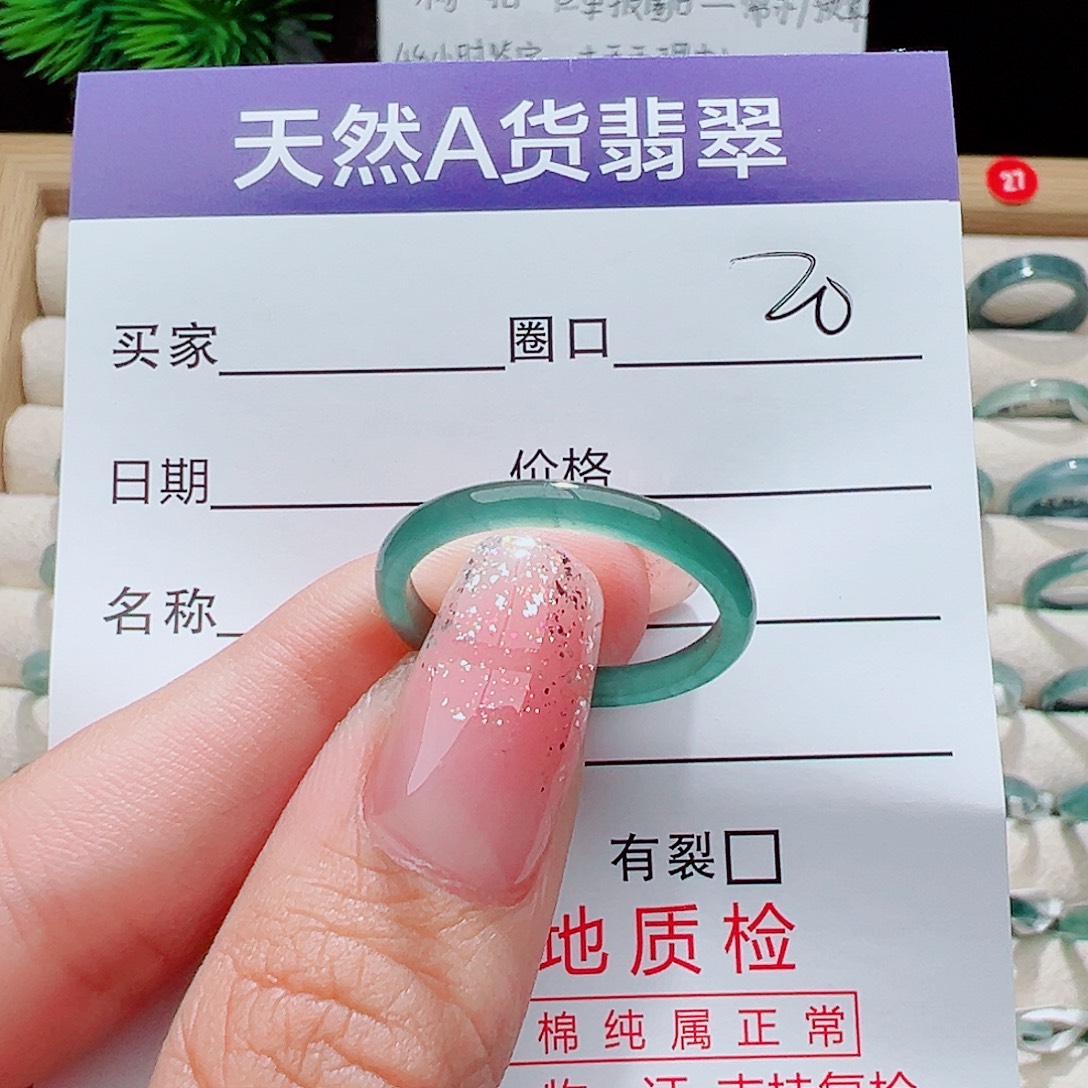 天然A货翡翠
27
买家 圈口 20
日期 价格
名称
有裂
地质检
棉纯属正常